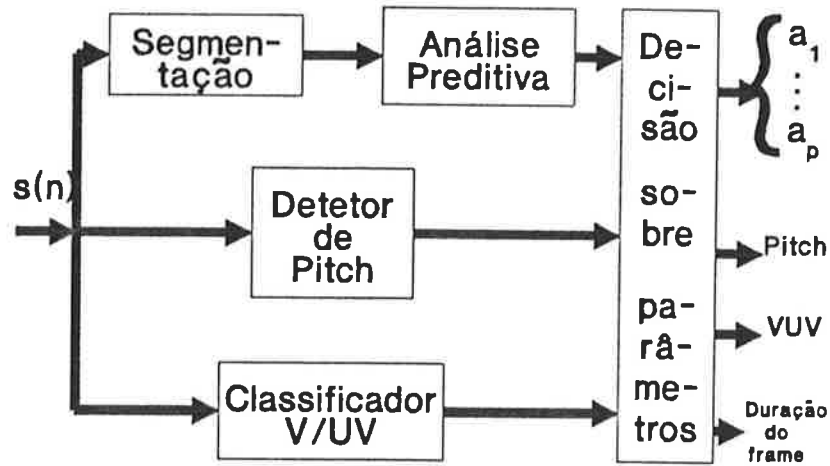 Segmen-
tação
Análise
Preditiva
De-
ci-
são
so-
bre
pa-
râ-
me-
tros
a1
⋮
ap
s(n)
Detetor
de
Pitch
Pitch
Classificador
V/UV
VUV
Duração
do
frame